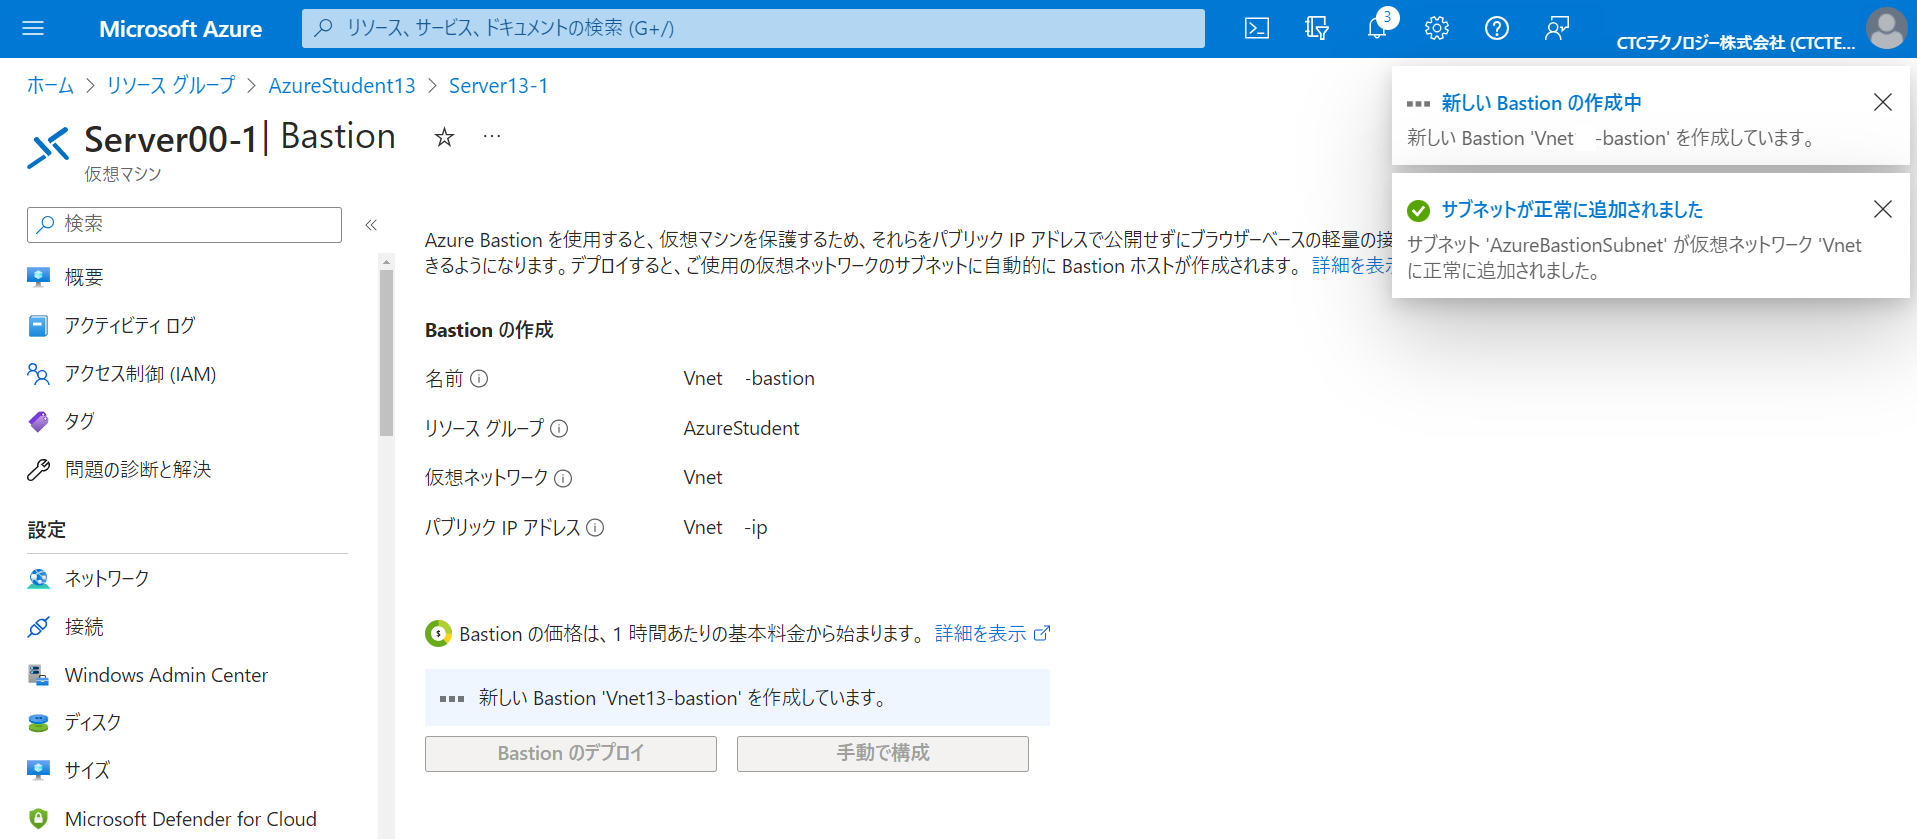 Microsoft Azure
リソース、サービス、ドキュメントの検索 (G+/)
3
CTCテクノロジー株式会社 (CTCTE...
ホーム > リソース グループ > AzureStudent13 > Server13-1
Server00-1| Bastion
仮想マシン
検索
概要
アクティビティ ログ
アクセス制御 (IAM)
タグ
問題の診断と解決
設定
ネットワーク
接続
Windows Admin Center
ディスク
サイズ
Microsoft Defender for Cloud
Azure Bastion を使用すると、仮想マシンを保護するため、それらをパブリック IP アドレスで公開せずにブラウザーベースの軽量の接
きるようになります。デプロイすると、ご使用の仮想ネットワークのサブネットに自動的に Bastion ホストが作成されます。 詳細を表示
Bastion の作成
名前 Vnet -bastion
リソース グループ AzureStudent
仮想ネットワーク Vnet
パブリック IP アドレス Vnet -ip
Bastion の価格は、1 時間あたりの基本料金から始まります。 詳細を表示
新しい Bastion 'Vnet13-bastion' を作成しています。
Bastion のデプロイ 手動で構成
新しい Bastion の作成中
新しい Bastion 'Vnet -bastion' を作成しています。
サブネットが正常に追加されました
サブネット 'AzureBastionSubnet' が仮想ネットワーク 'Vnet
に正常に追加されました。